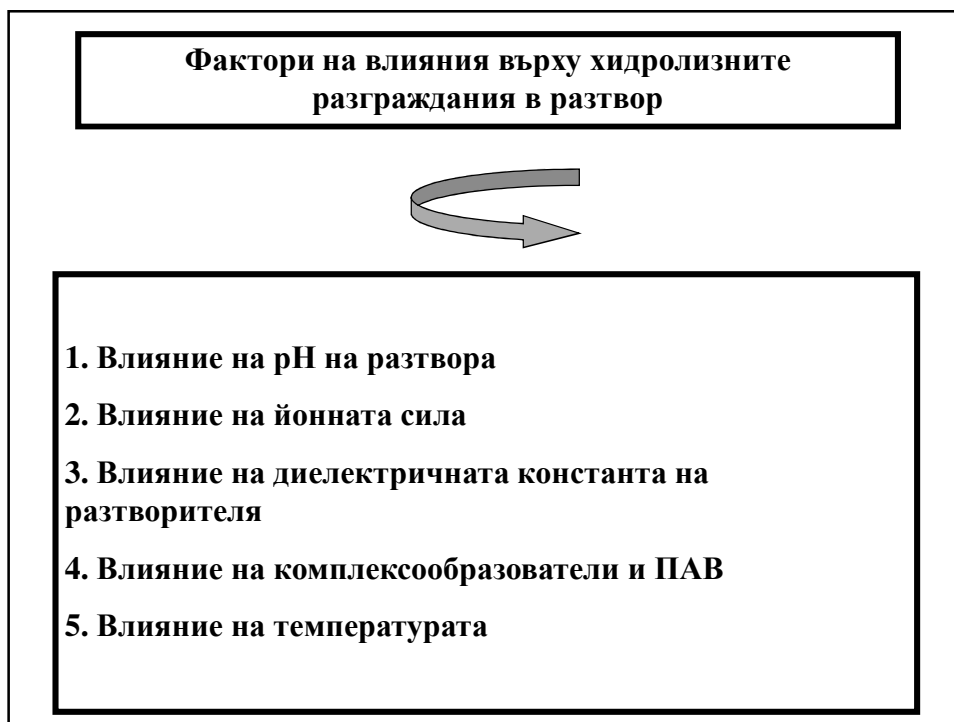 Фактори на влияния върху хидролизните
разграждания в разтвор
1. Влияние на рН на разтвора
2. Влияние на йонната сила
3. Влияние на диелектричната константа на
разтворителя
4. Влияние на комплексообразователи и ПАВ
5. Влияние на температурата